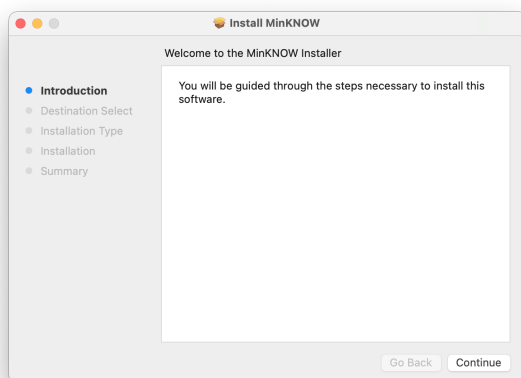 Install MinKNOW
Welcome to the MinKNOW Installer
Introduction
Destination Select
Installation Type
Installation
Summary
You will be guided through the steps necessary to install this
software.
Go Back
Continue